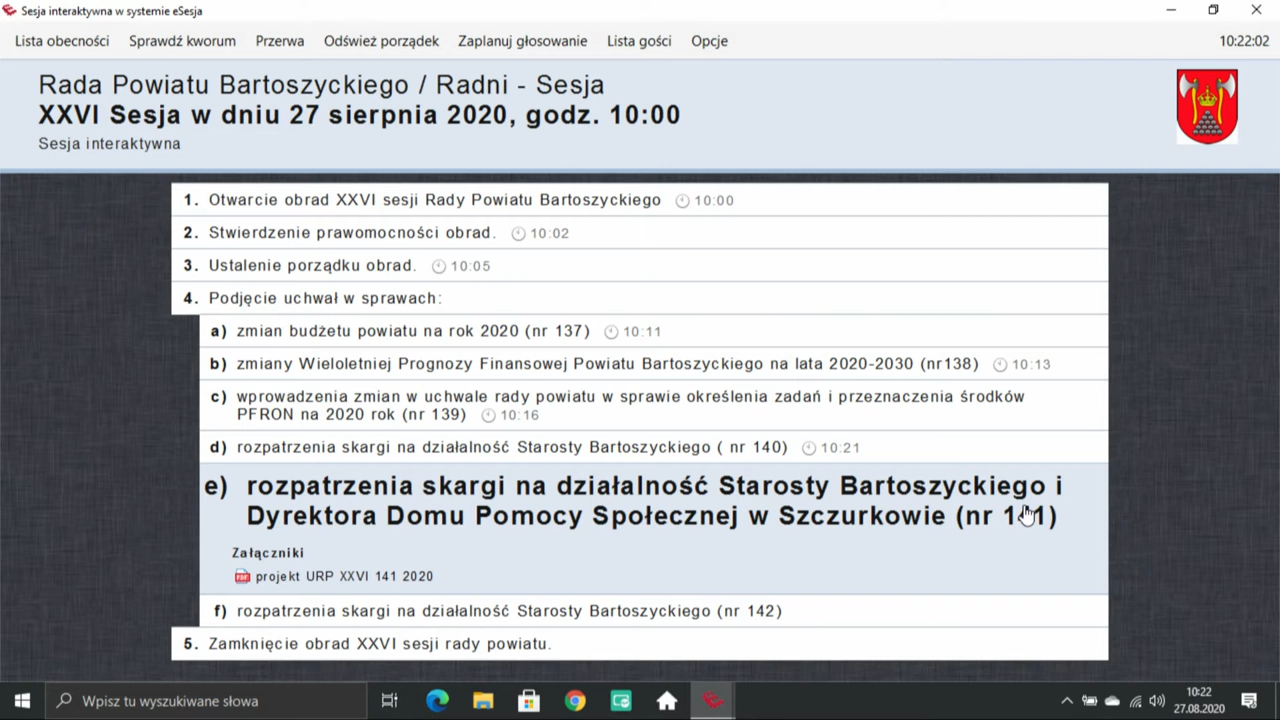 Sesja interaktywna w systemie eSesja
Lista obecności Sprawdź kworum Przerwa Odśwież porządek Zaplanuj głosowanie Lista gości Opcje 10:22:02
Rada Powiatu Bartoszyckiego / Radni - Sesja
XXVI Sesja w dniu 27 sierpnia 2020, godz. 10:00
Sesja interaktywna
1. Otwarcie obrad XXVI sesji Rady Powiatu Bartoszyckiego 10:00
2. Stwierdzenie prawomocności obrad. 10:02
3. Ustalenie porządku obrad. 10:05
4. Podjęcie uchwał w sprawach:
a) zmian budżetu powiatu na rok 2020 (nr 137) 10:11
b) zmiany Wieloletniej Prognozy Finansowej Powiatu Bartoszyckiego na lata 2020-2030 (nr138) 10:13
c) wprowadzenia zmian w uchwale rady powiatu w sprawie określenia zadań i przeznaczenia środków
PFRON na 2020 rok (nr 139) 10:16
d) rozpatrzenia skargi na działalność Starosty Bartoszyckiego ( nr 140) 10:21
e) rozpatrzenia skargi na działalność Starosty Bartoszyckiego i
Dyrektora Domu Pomocy Społecznej w Szczurkowie (nr 141)
Załączniki
PDF projekt URP XXVI 141 2020
f) rozpatrzenia skargi na działalność Starosty Bartoszyckiego (nr 142)
5. Zamknięcie obrad XXVI sesji rady powiatu.
Wpisz tu wyszukiwane słowa
10:22
27.08.2020